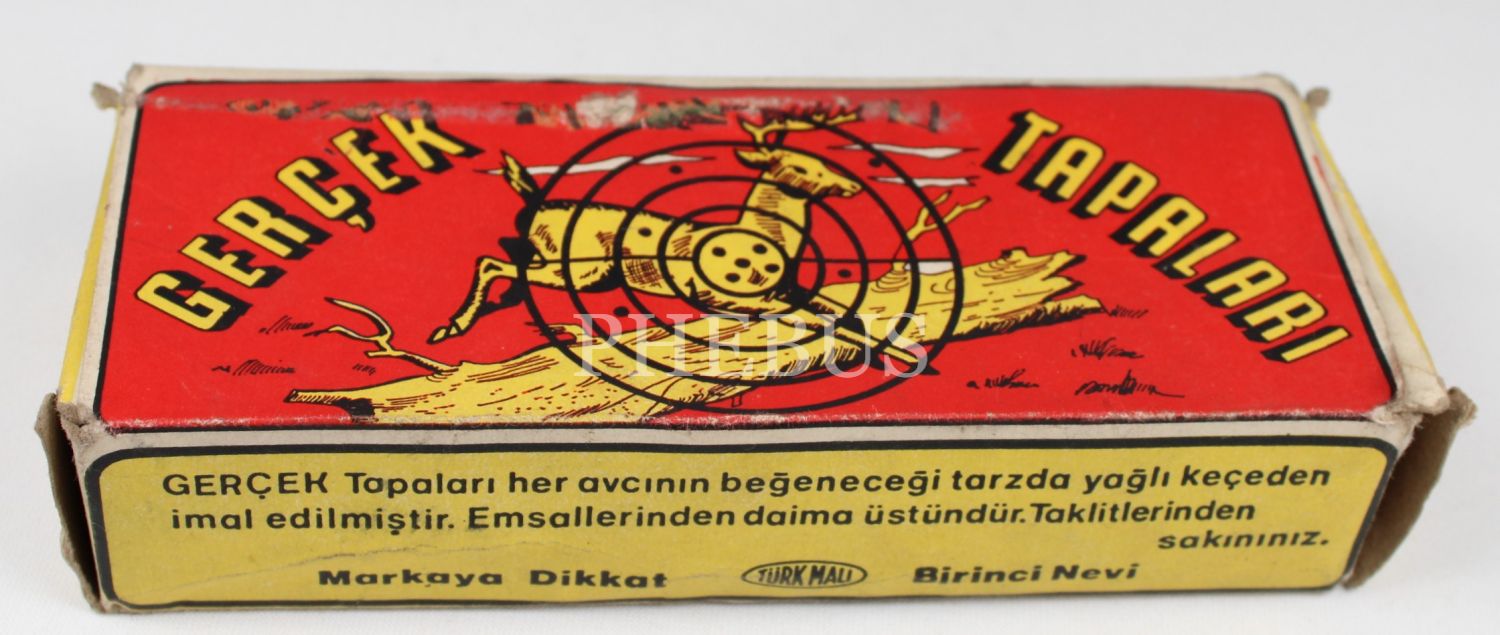 GERÇEK TAPALARI
PHEBUS
GERÇEK Tapaları her avcının beğeneceği tarzda yağlı keçeden
imal edilmiştir. Emsallerinden daima üstündür. Taklitlerinden
sakınınız.
Markaya Dikkat TÜRK MALI Birinci Nevi